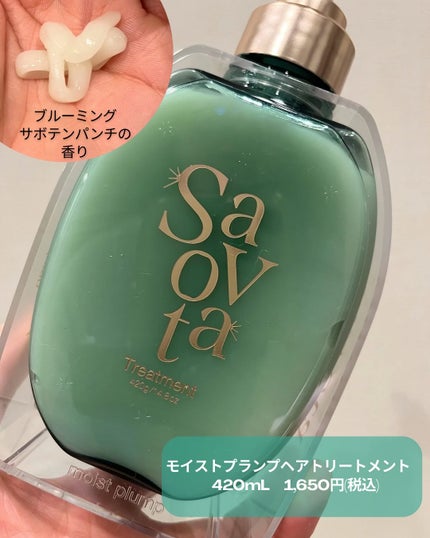 ブルーミング
サボテンパンチの
香り
Sa
ov
ta
Treatment
420g/14.8oz
moist plump
モイストプランプヘアトリートメント
420mL 1,650円(税込)